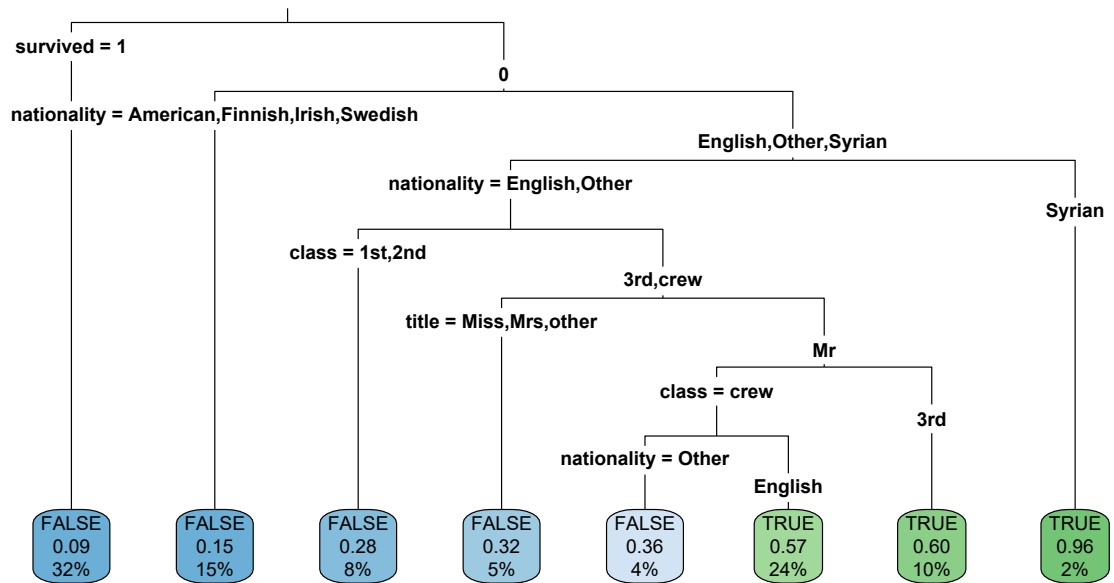 survived = 1
0
nationality = American,Finnish,Irish,Swedish
English,Other,Syrian
nationality = English,Other
Syrian
class = 1st,2nd
3rd,crew
title = Miss,Mrs,other
Mr
class = crew
3rd
nationality = Other
English
FALSE
0.09
32%
FALSE
0.15
15%
FALSE
0.28
8%
FALSE
0.32
5%
FALSE
0.36
4%
TRUE
0.57
24%
TRUE
0.60
10%
TRUE
0.96
2%